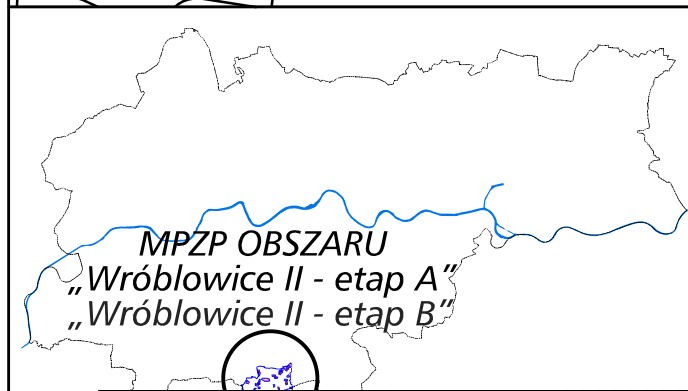 MPZP OBSZARU
„Wróblowice II - etap A”
„Wróblowice II - etap B”